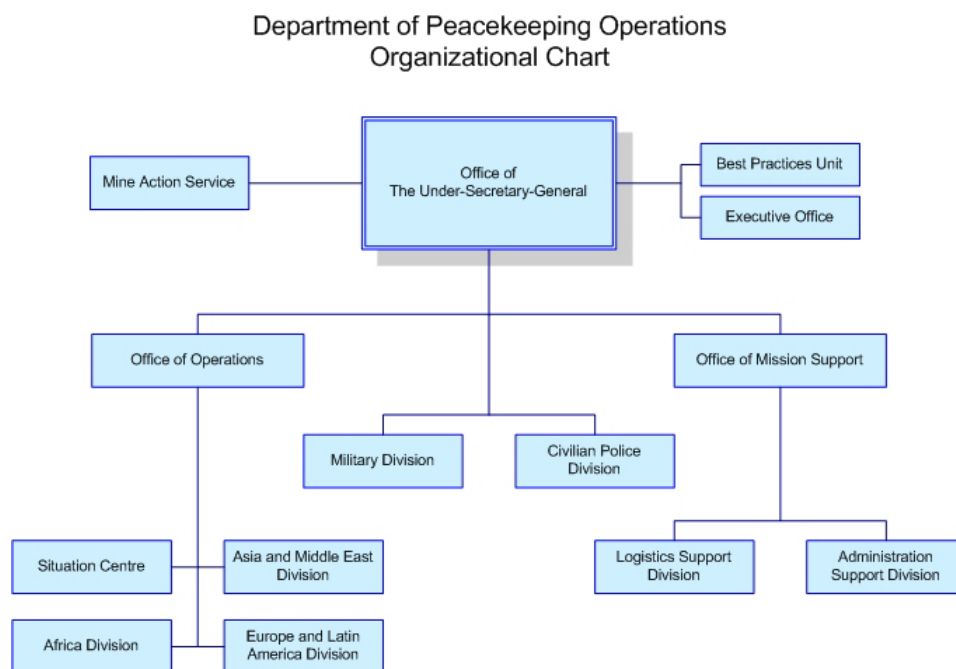 Department of Peacekeeping Operations
Organizational Chart
Mine Action Service
Office of
The Under-Secretary-General
Best Practices Unit
Executive Office
Office of Operations
Office of Mission Support
Military Division
Civilian Police
Division
Situation Centre
Asia and Middle East
Division
Logistics Support
Division
Administration
Support Division
Africa Division
Europe and Latin
America Division